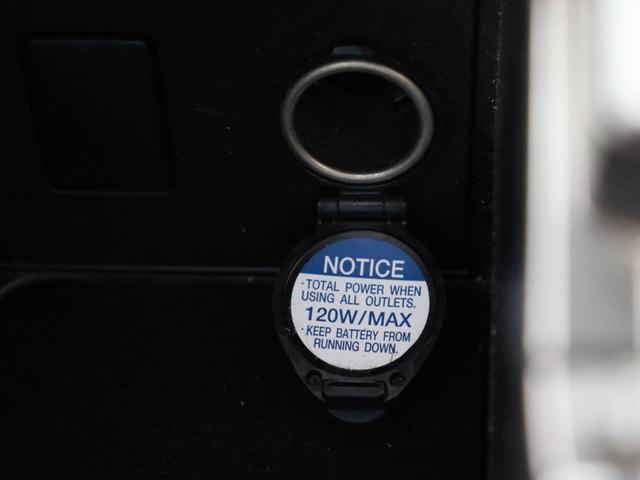 NOTICE
· TOTAL POWER WHEN
USING ALL OUTLETS.
120W/MAX
· KEEP BATTERY FROM
RUNNING DOWN.